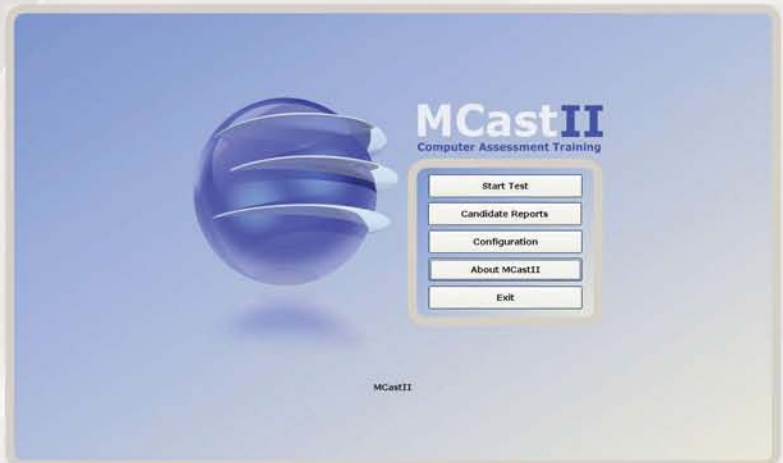 MCastII
Computer Assessment Training
Start Test
Candidate Reports
Configuration
About MCastII
Exit
MCastII